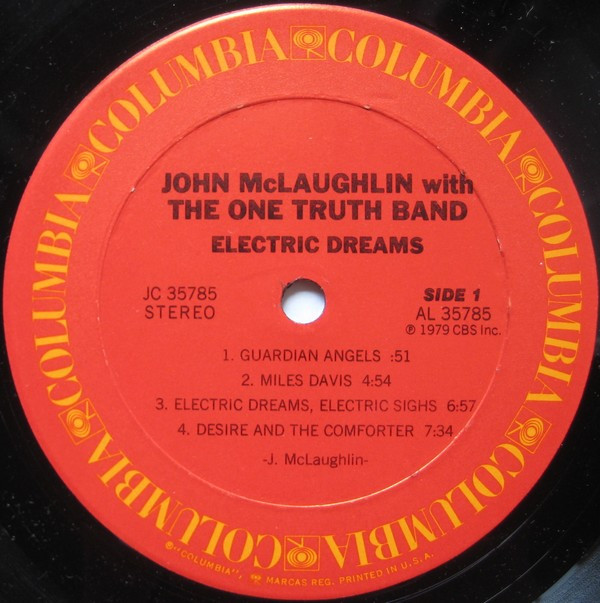 COLUMBIA COLUMBIA COLUMBIA COLUMBIA COLUMBIA COLUMBIA
JOHN McLAUGHLIN with
THE ONE TRUTH BAND
ELECTRIC DREAMS
JC 35785
STEREO
SIDE 1
AL 35785
℗ 1979 CBS Inc.
1. GUARDIAN ANGELS :51
2. MILES DAVIS 4:54
3. ELECTRIC DREAMS, ELECTRIC SIGHS 6:57
4. DESIRE AND THE COMFORTER 7:34
-J. McLaughlin-
®"COLUMBIA", MARCAS REG. PRINTED IN U.S.A.